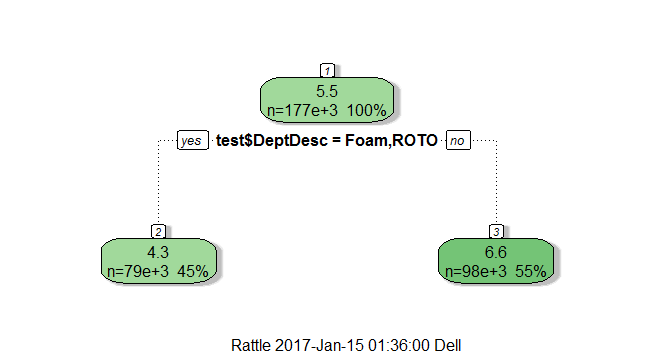 1
5.5
n=177e+3 100%
yes test$DeptDesc = Foam,ROTO no
2
4.3
n=79e+3 45%
3
6.6
n=98e+3 55%
Rattle 2017-Jan-15 01:36:00 Dell